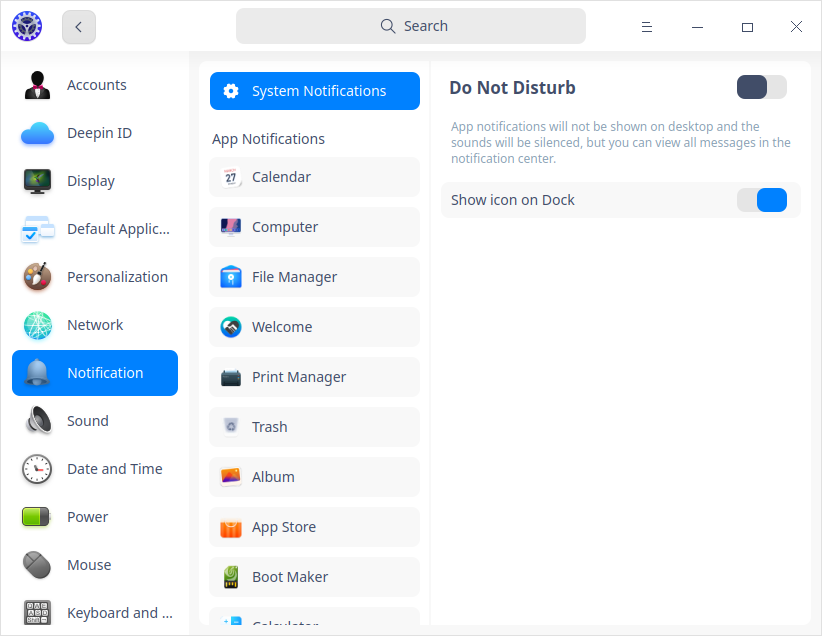 Search
Accounts
Deepin ID
Display
Default Applic...
Personalization
Network
Notification
Sound
Date and Time
Power
Mouse
Keyboard and ...
System Notifications
App Notifications
Calendar
Computer
File Manager
Welcome
Print Manager
Trash
Album
App Store
Boot Maker
Calculator
Do Not Disturb
App notifications will not be shown on desktop and the
sounds will be silenced, but you can view all messages in the
notification center.
Show icon on Dock